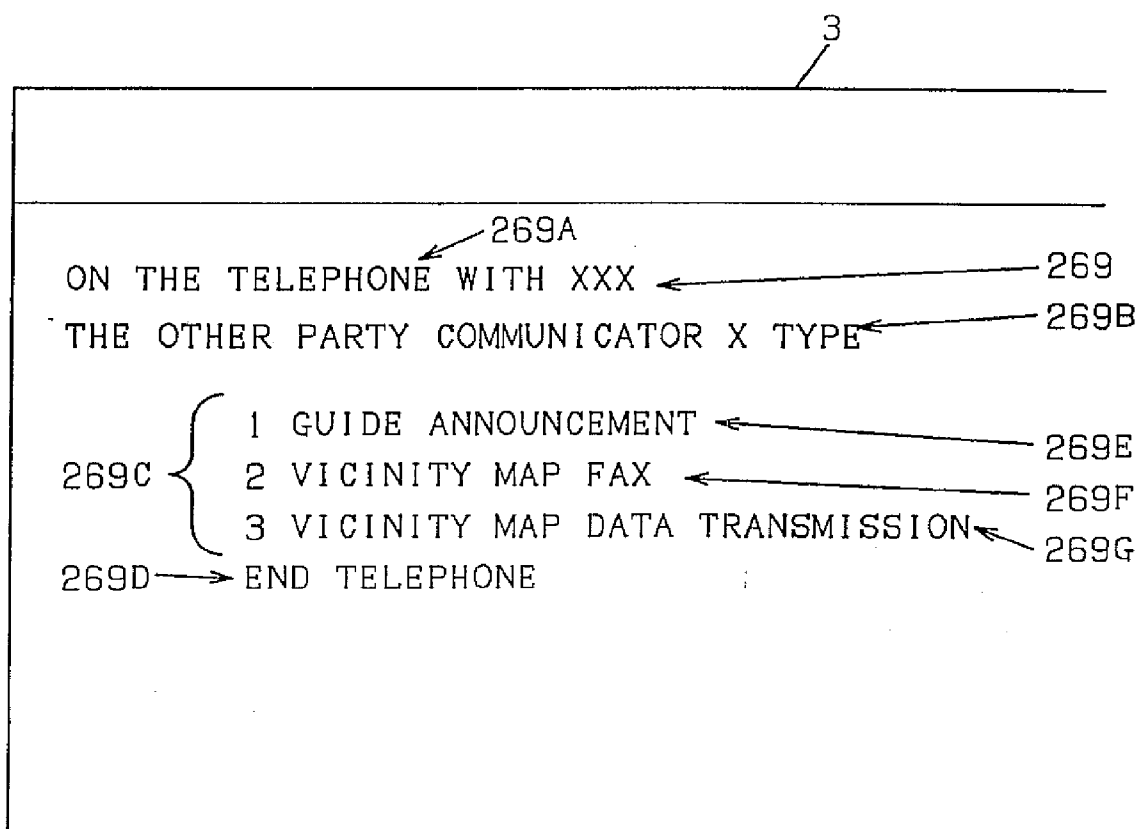 3
269A
ON THE TELEPHONE WITH XXX 269
THE OTHER PARTY COMMUNICATOR X TYPE 269B
1 GUIDE ANNOUNCEMENT 269E
269C 2 VICINITY MAP FAX 269F
3 VICINITY MAP DATA TRANSMISSION 269G
269D END TELEPHONE